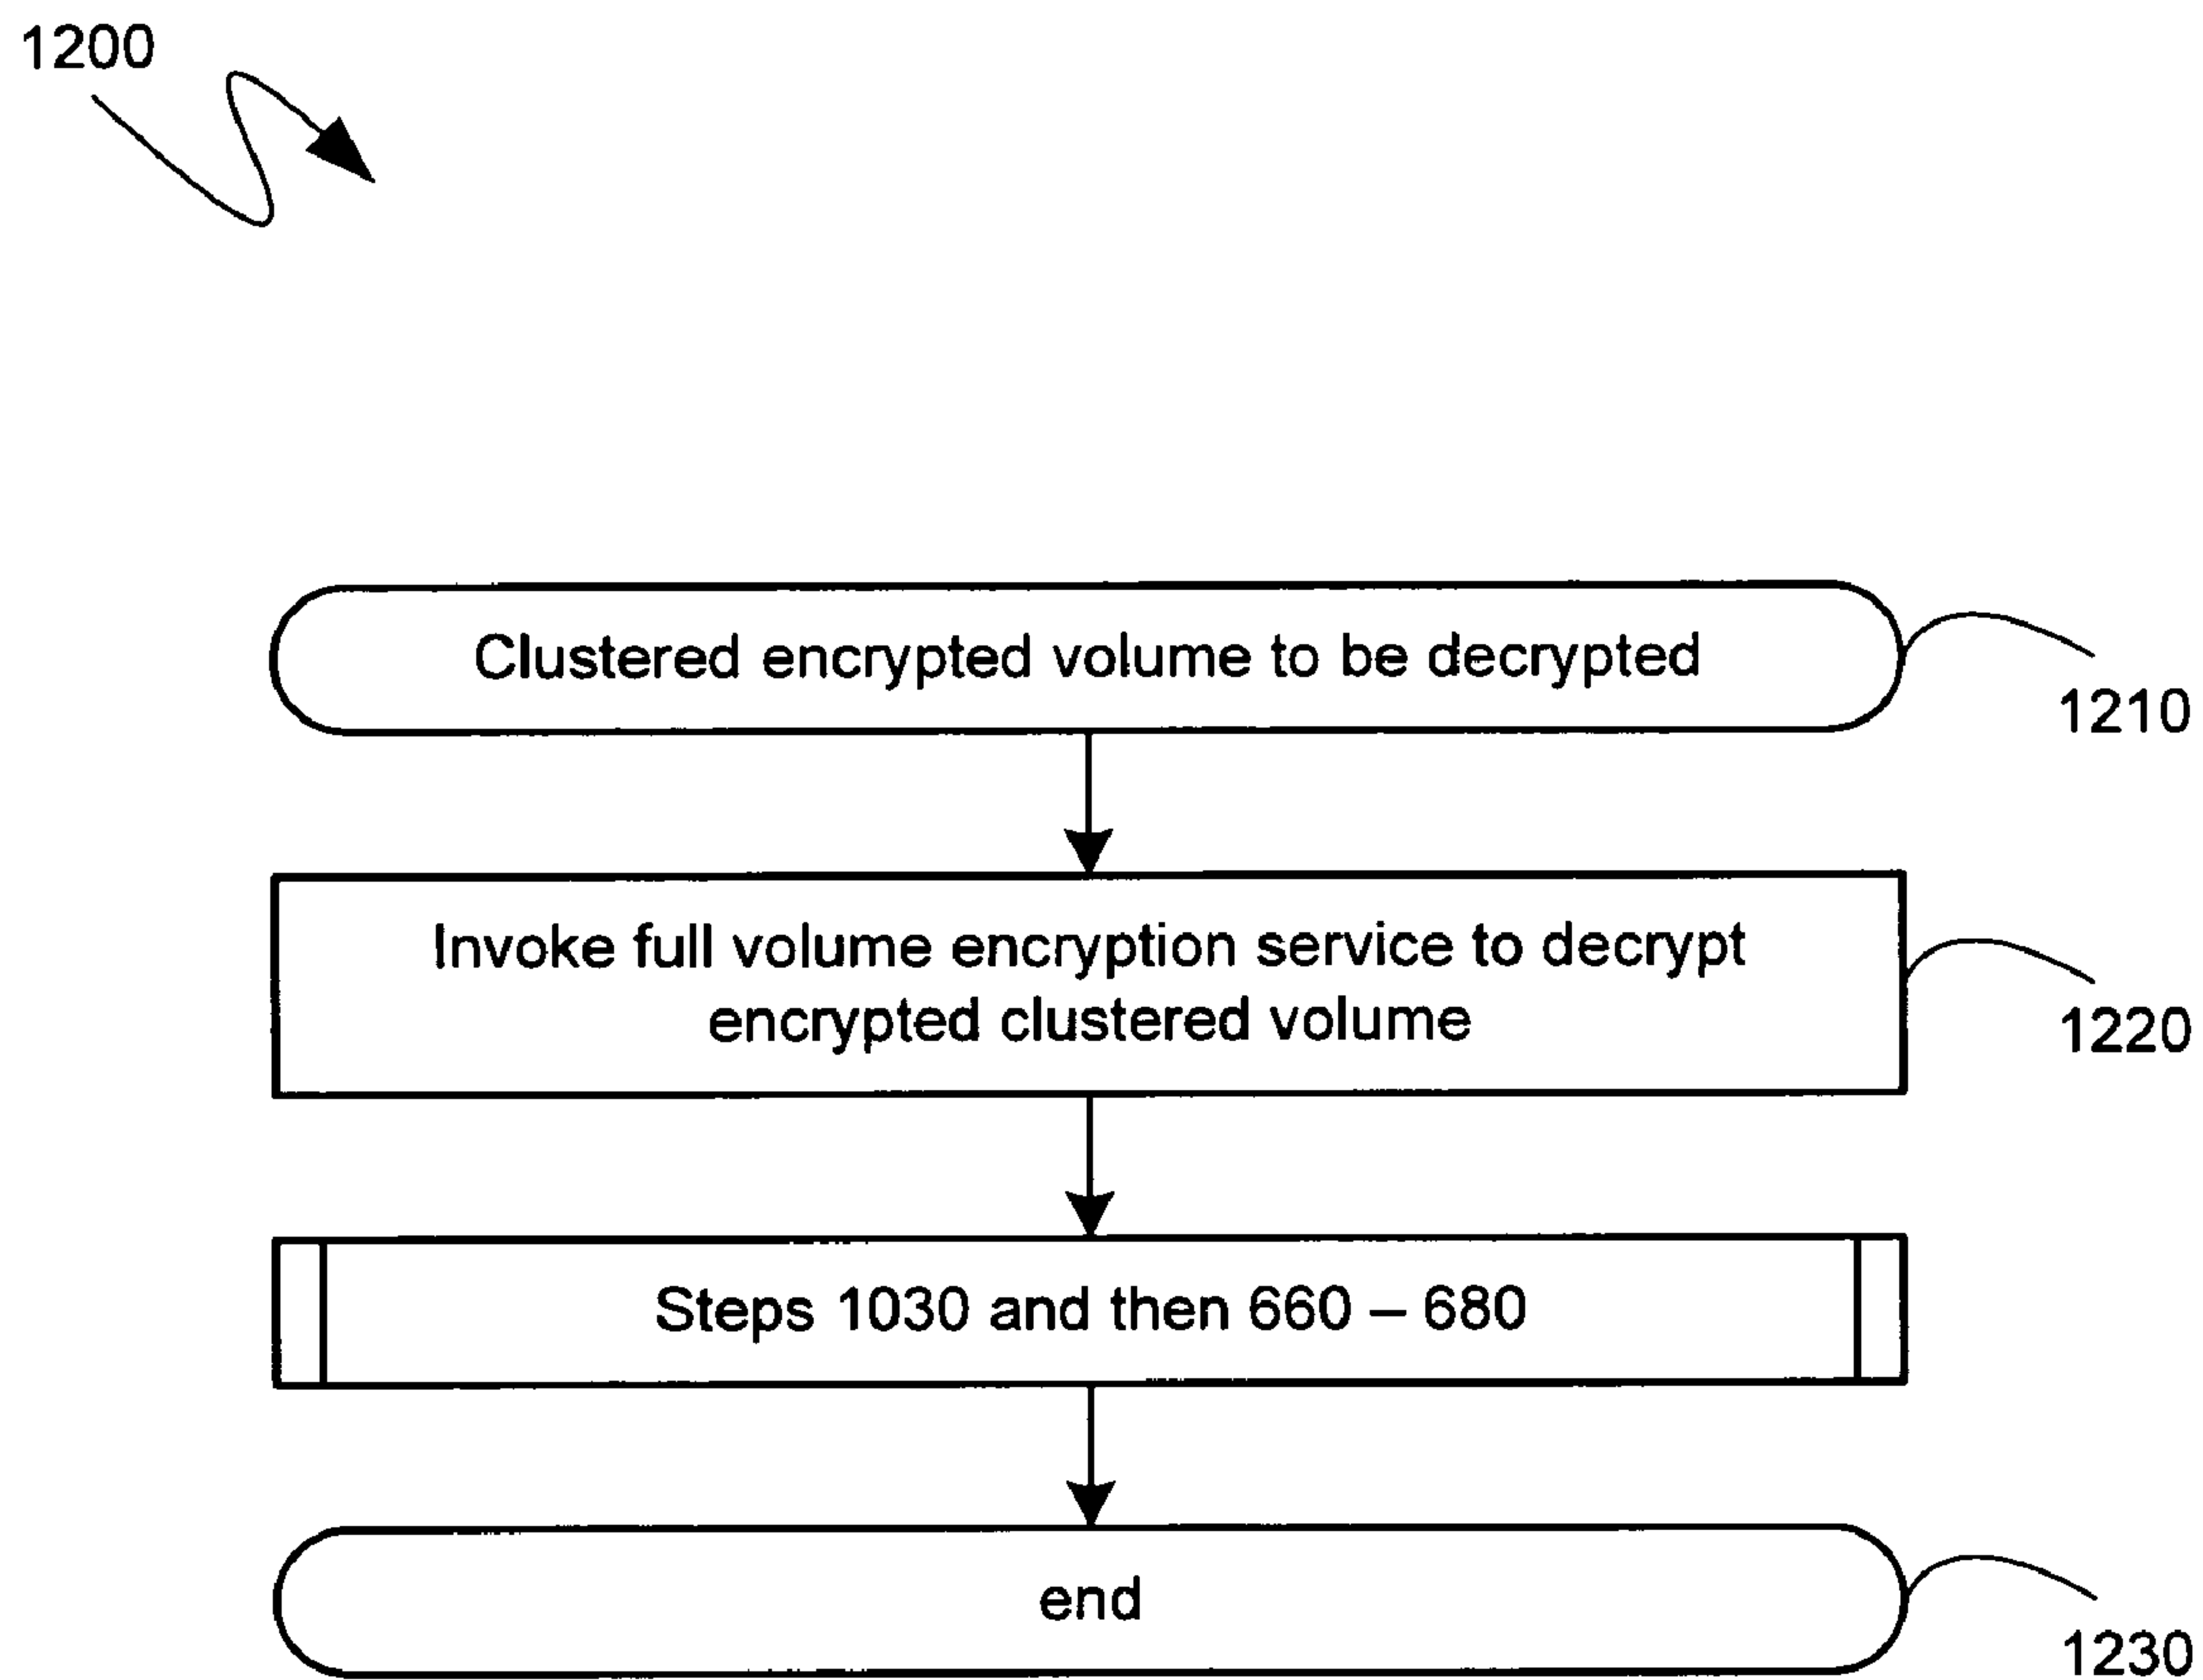 1200
Clustered encrypted volume to be decrypted
1210
Invoke full volume encryption service to decrypt
encrypted clustered volume
1220
Steps 1030 and then 660 – 680
end
1230